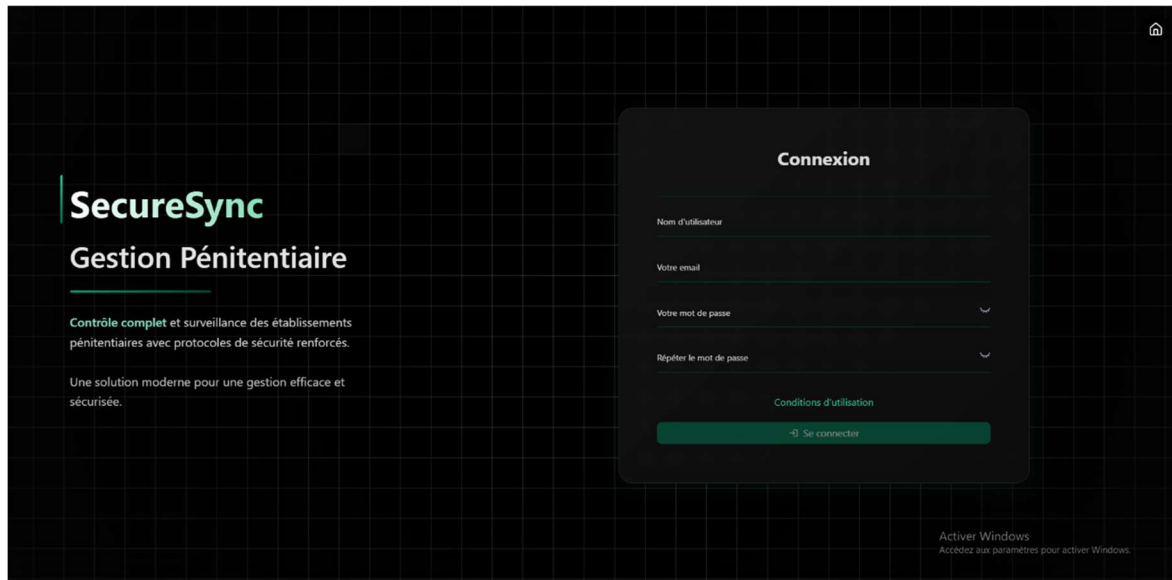 SecureSync
Gestion Pénitentiaire
Contrôle complet et surveillance des établissements
pénitentiaires avec protocoles de sécurité renforcés.
Une solution moderne pour une gestion efficace et
sécurisée.
Connexion
Nom d'utilisateur
Votre email
Votre mot de passe
Répéter le mot de passe
Conditions d'utilisation
Se connecter
Activer Windows
Accédez aux paramètres pour activer Windows.